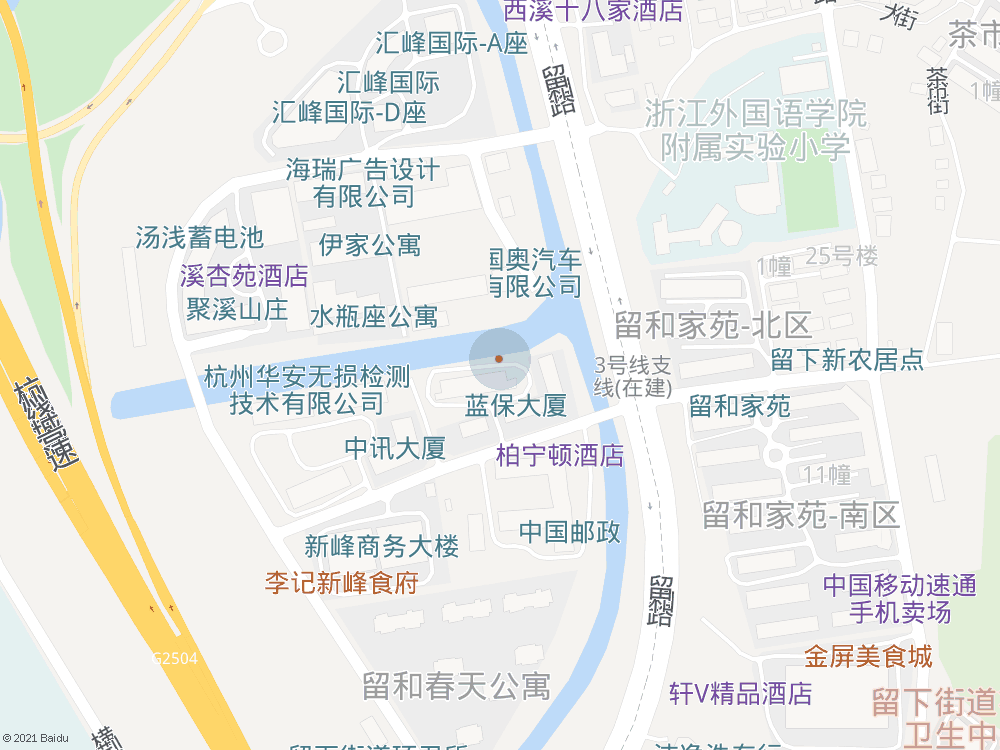 西溪十八家酒店
大街
茶市
汇峰国际-A座
留和路
汇峰国际
茶市街
1幢
汇峰国际-D座
浙江外国语学院
附属实验小学
海瑞广告设计
有限公司
汤浅蓄电池
伊家公寓
国奥汽车
有限公司
25号楼
1幢
溪杏苑酒店
聚溪山庄
水瓶座公寓
留和家苑-北区
3号线支
线(在建)
留下新农居点
杭州华安无损检测
技术有限公司
蓝保大厦
留和家苑
杭线高速
中讯大厦
柏宁顿酒店
11幢
留和家苑-南区
中国邮政
新峰商务大楼
李记新峰食府
留和路
中国移动速通
手机卖场
G2504
金屏美食城
留和春天公寓
轩V精品酒店
留下街道
卫生中
横
© 2021 Baidu